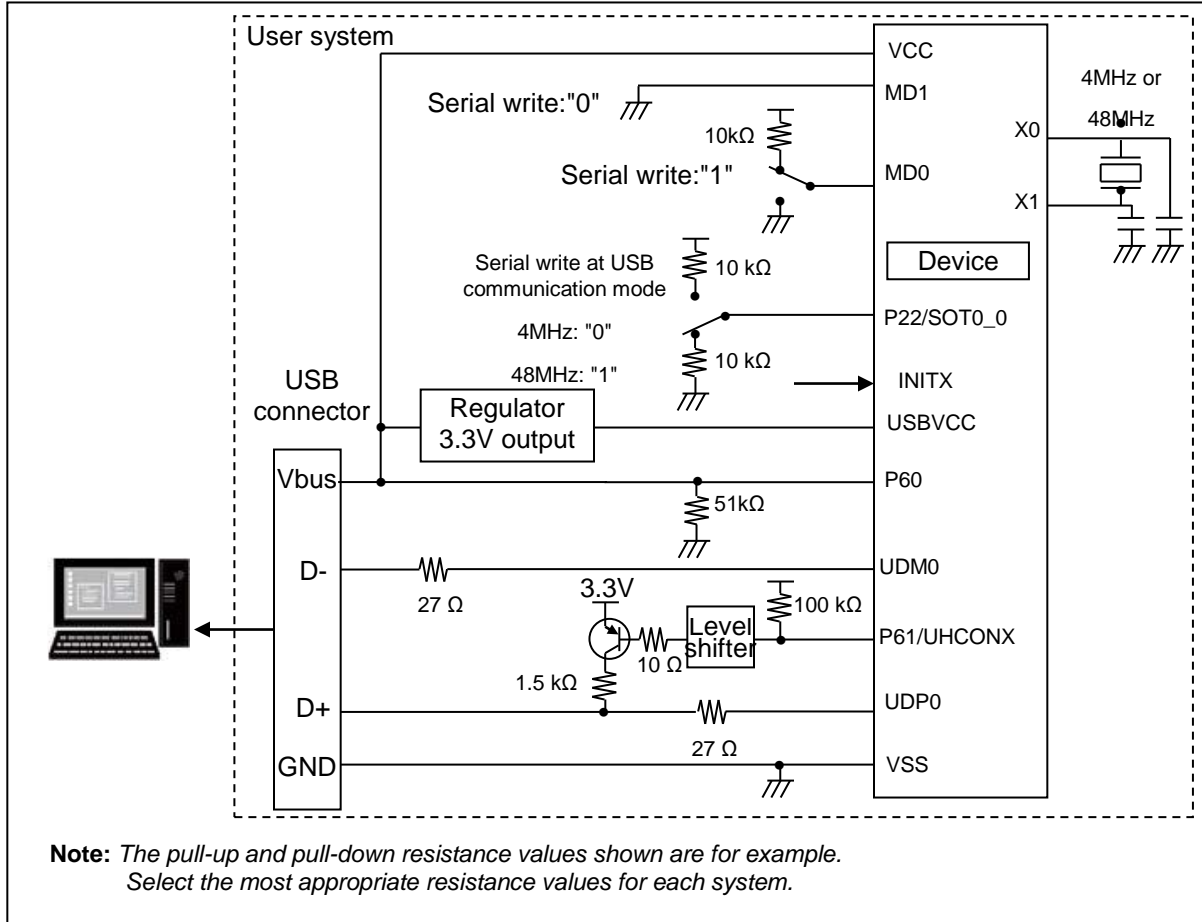 User system
VCC
MD1
Serial write:"0"
4MHz or
48MHz
10kΩ
X0
Serial write:"1"
MD0
X1
Device
10 kΩ
Serial write at USB
communication mode
P22/SOT0_0
4MHz: "0"
10 kΩ
48MHz: "1"
INITX
USB
connector
Regulator
3.3V output
USBVCC
Vbus
P60
51kΩ
D-
UDM0
27 Ω
3.3V
100 kΩ
Level
shifter
P61/UHCONX
10 Ω
1.5 kΩ
D+
UDP0
27 Ω
GND
VSS
Note: The pull-up and pull-down resistance values shown are for example.
Select the most appropriate resistance values for each system.